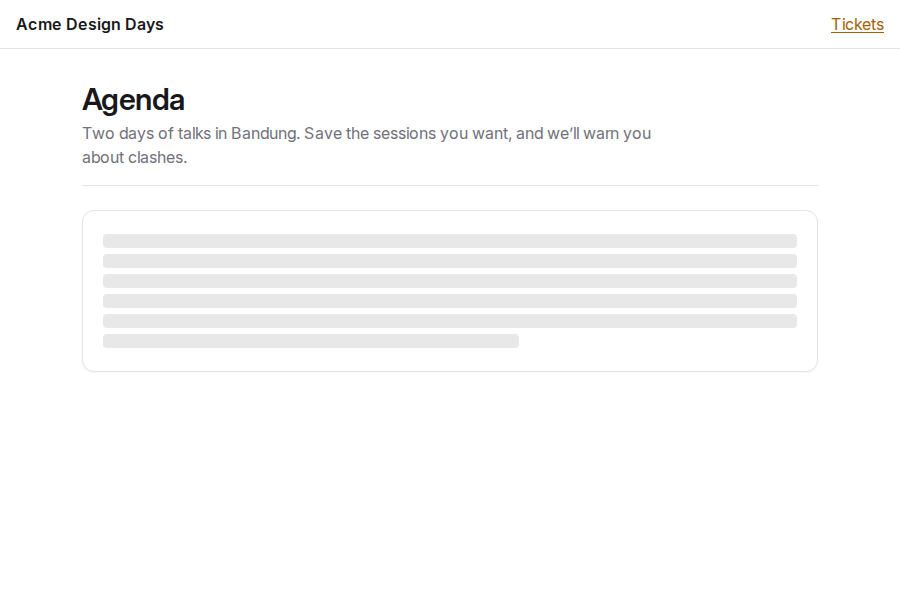 Acme Design Days
Tickets
Agenda
Two days of talks in Bandung. Save the sessions you want, and we’ll warn you
about clashes.